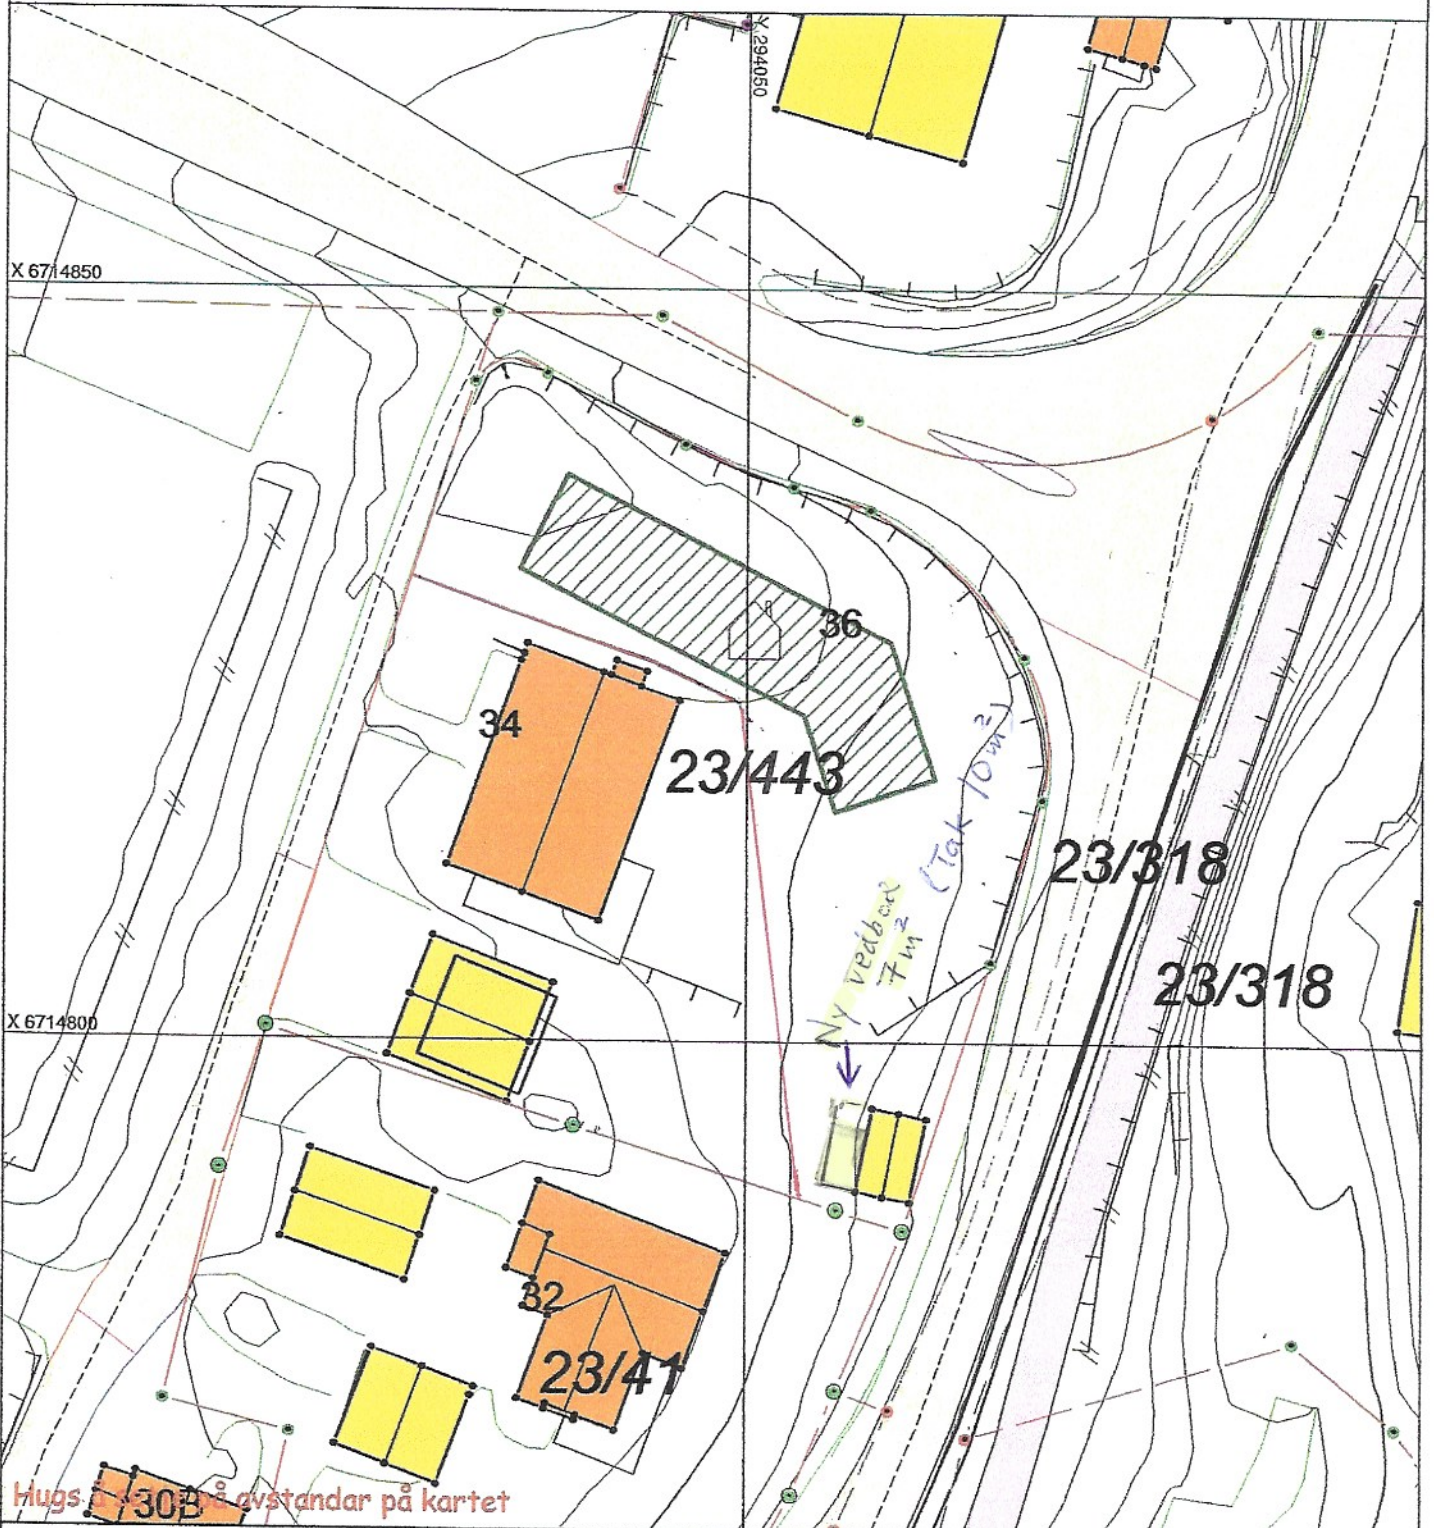 Y 294050
X 6714850
36
34
23/443
(Tak 10 m²)
23/318
Ny vedbod
7 m²
23/318
X 6714800
32
23/41
30B
Hugs å på avstandar på kartet